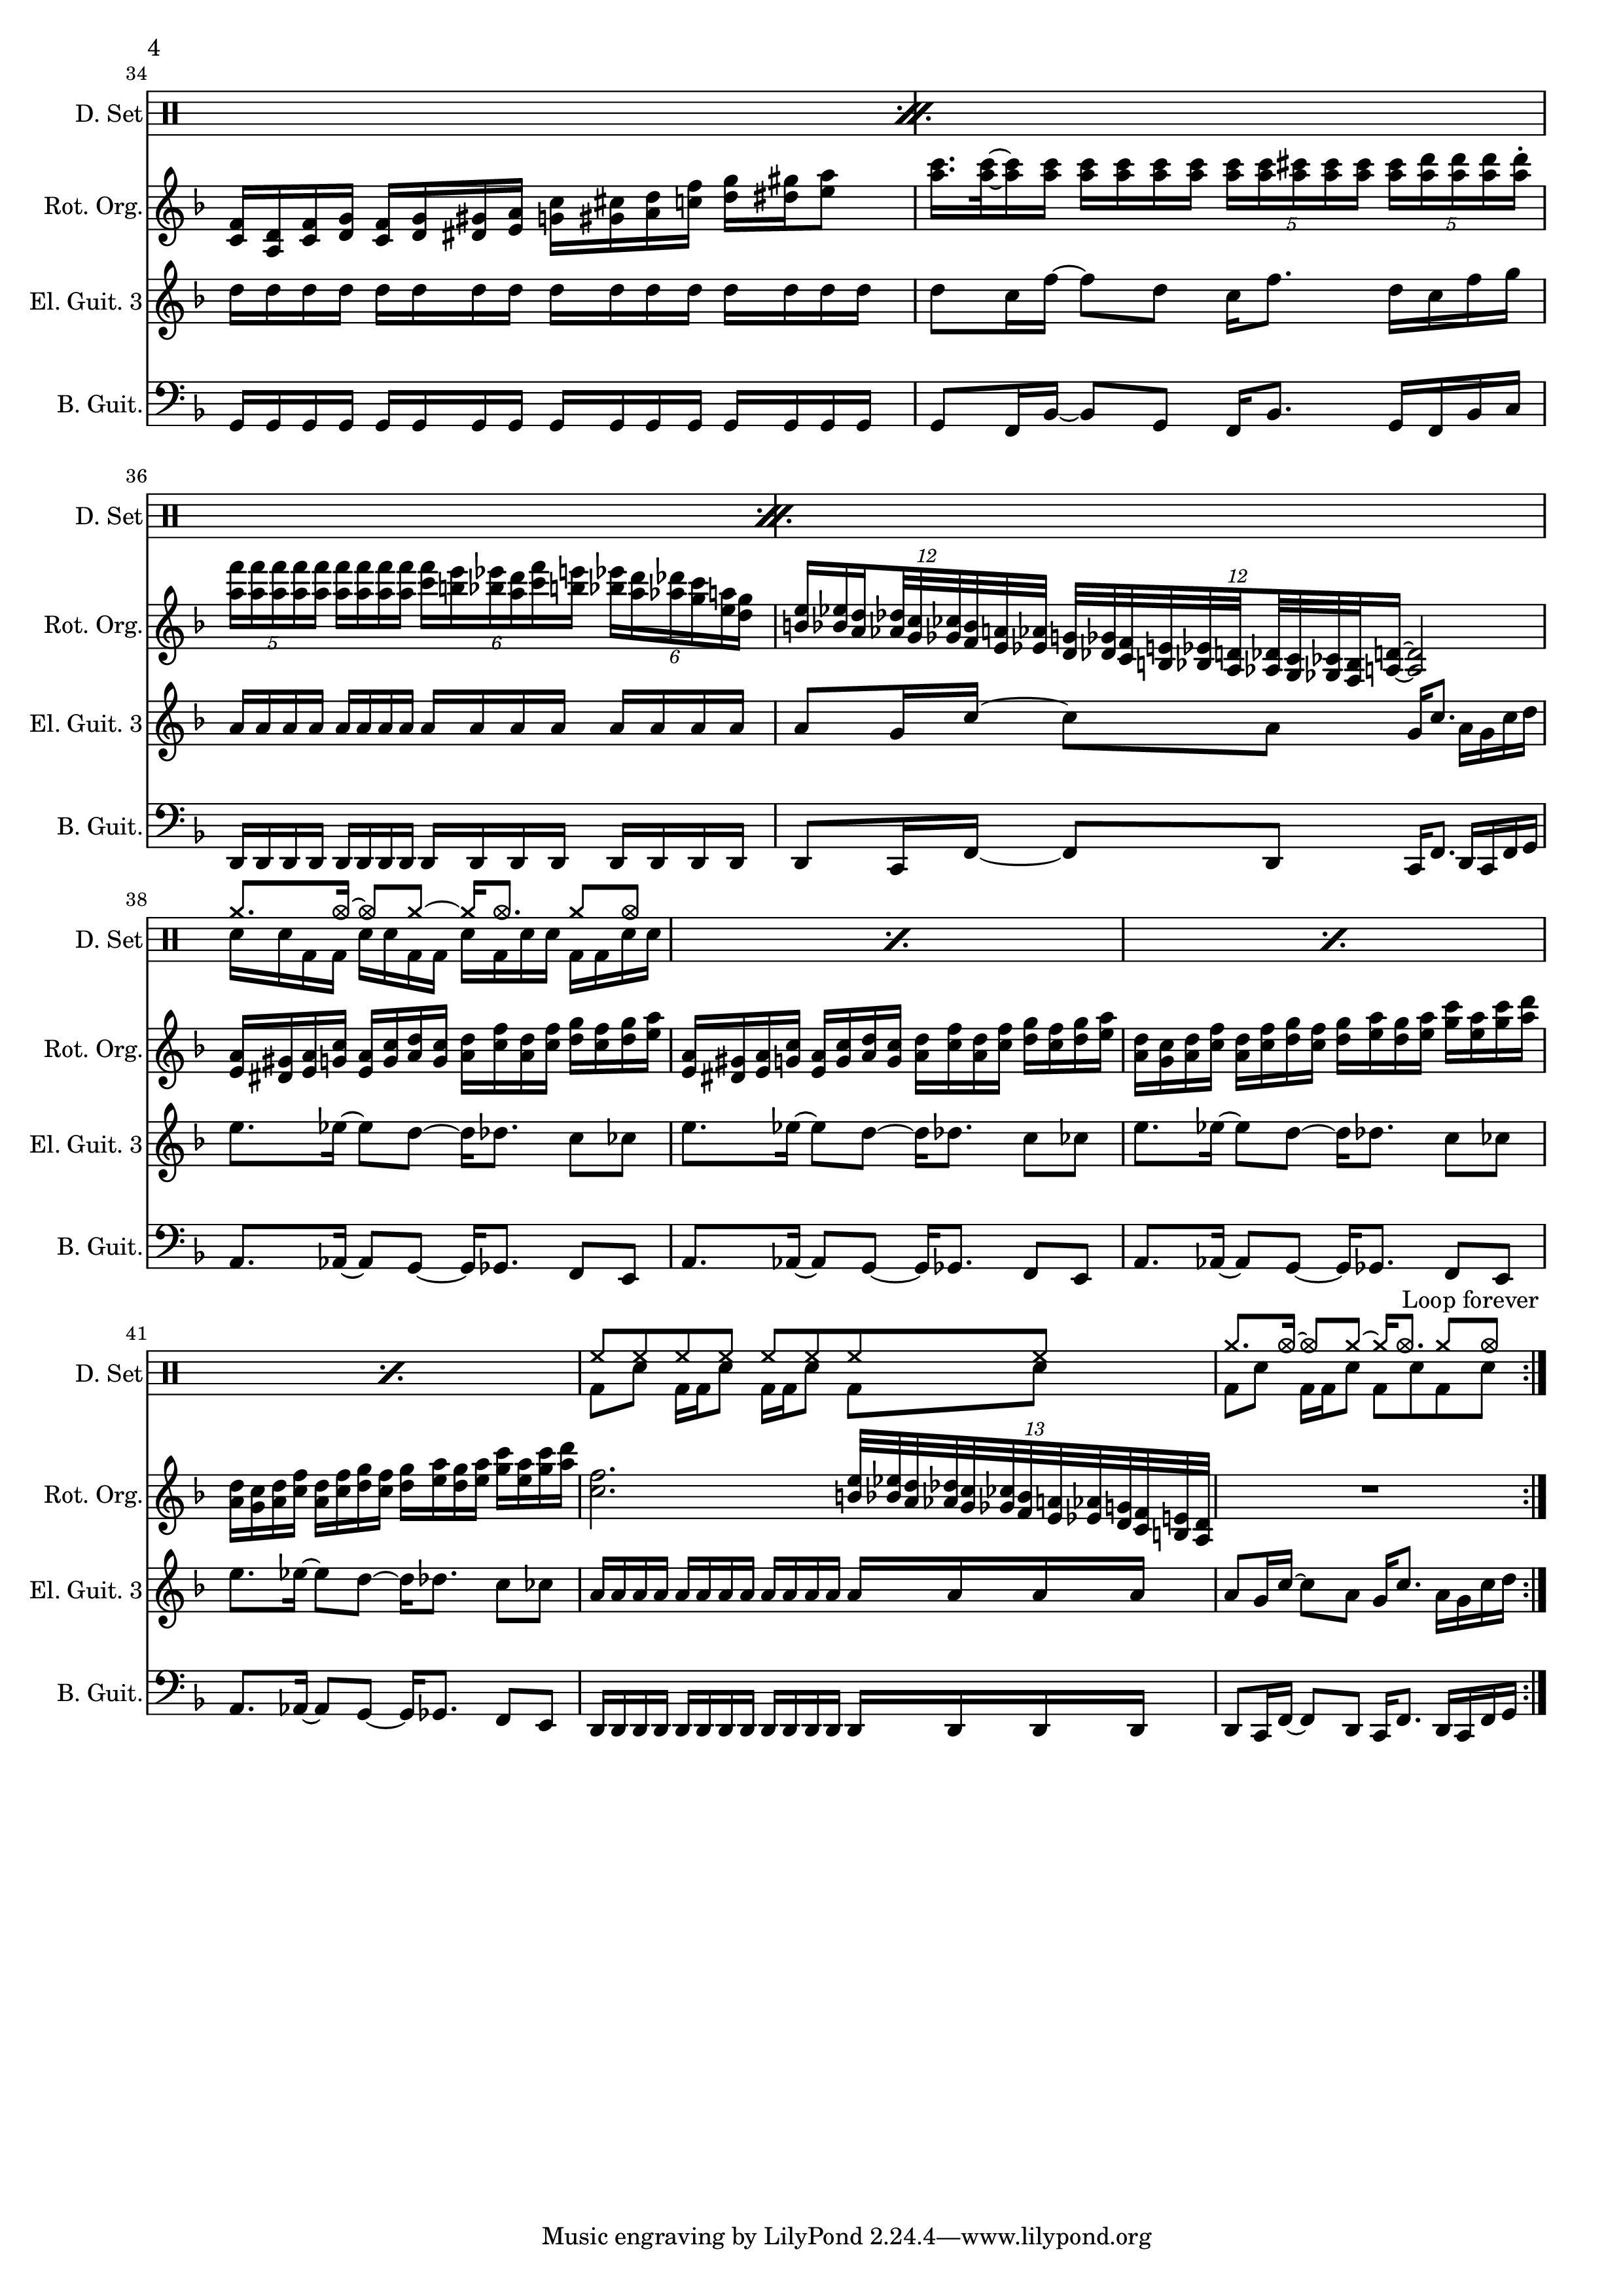 4
34
D. Set
Rot. Org.
5
5
El. Guit. 3
B. Guit.
36
D. Set
12
12
Rot. Org.
5
6
6
El. Guit. 3
B. Guit.
38
D. Set
Rot. Org.
El. Guit. 3
B. Guit.
Loop forever
41
D. Set
13
Rot. Org.
El. Guit. 3
B. Guit.
Music engraving by LilyPond 2.24.4—www.lilypond.org